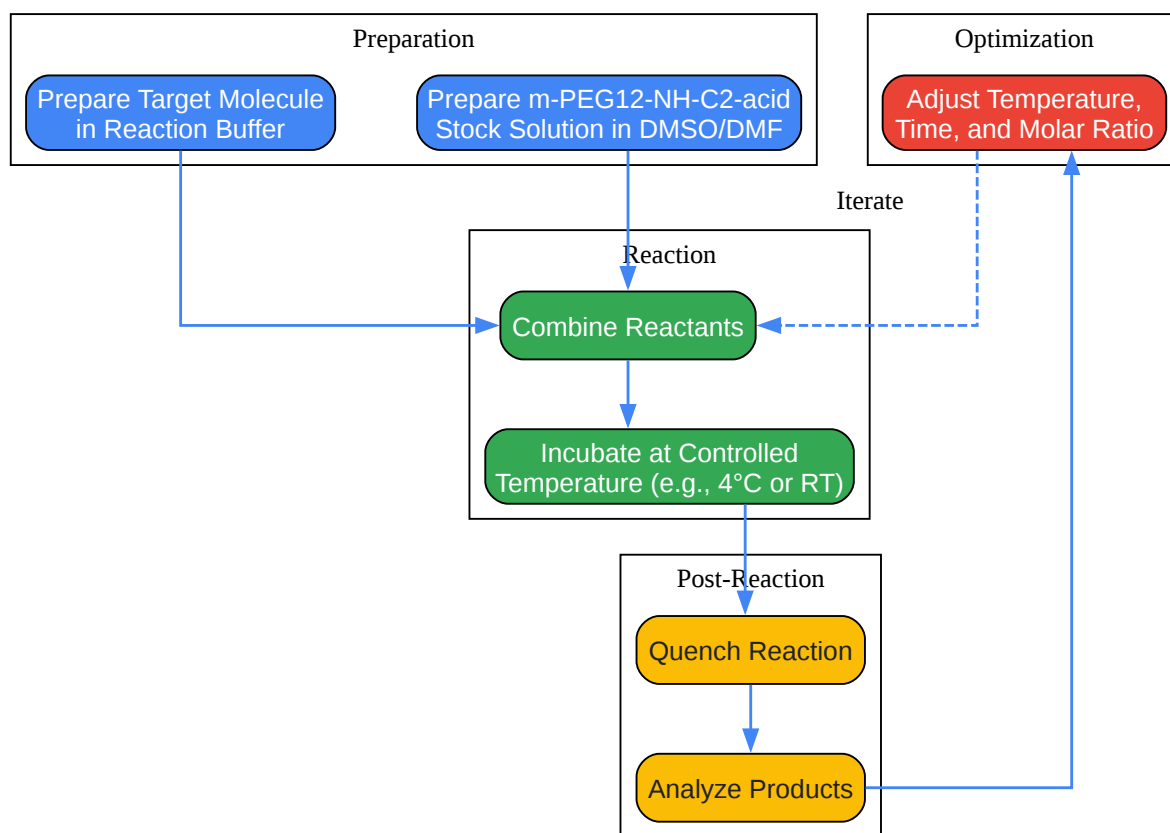 Preparation
Prepare Target Molecule
in Reaction Buffer
Prepare m-PEG12-NH-C2-acid
Stock Solution in DMSO/DMF
Optimization
Adjust Temperature,
Time, and Molar Ratio
Iterate
Reaction
Combine Reactants
Incubate at Controlled
Temperature (e.g., 4°C or RT)
Post-Reaction
Quench Reaction
Analyze Products